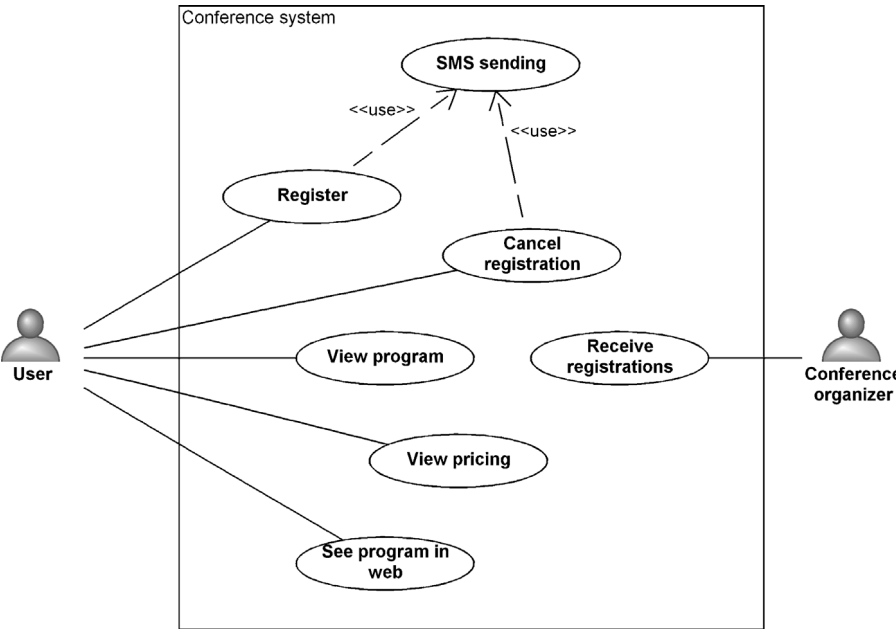 Conference system
SMS sending
<<use>>
<<use>>
Register
Cancel
registration
View program
Receive
registrations
User
Conference
organizer
View pricing
See program in
web